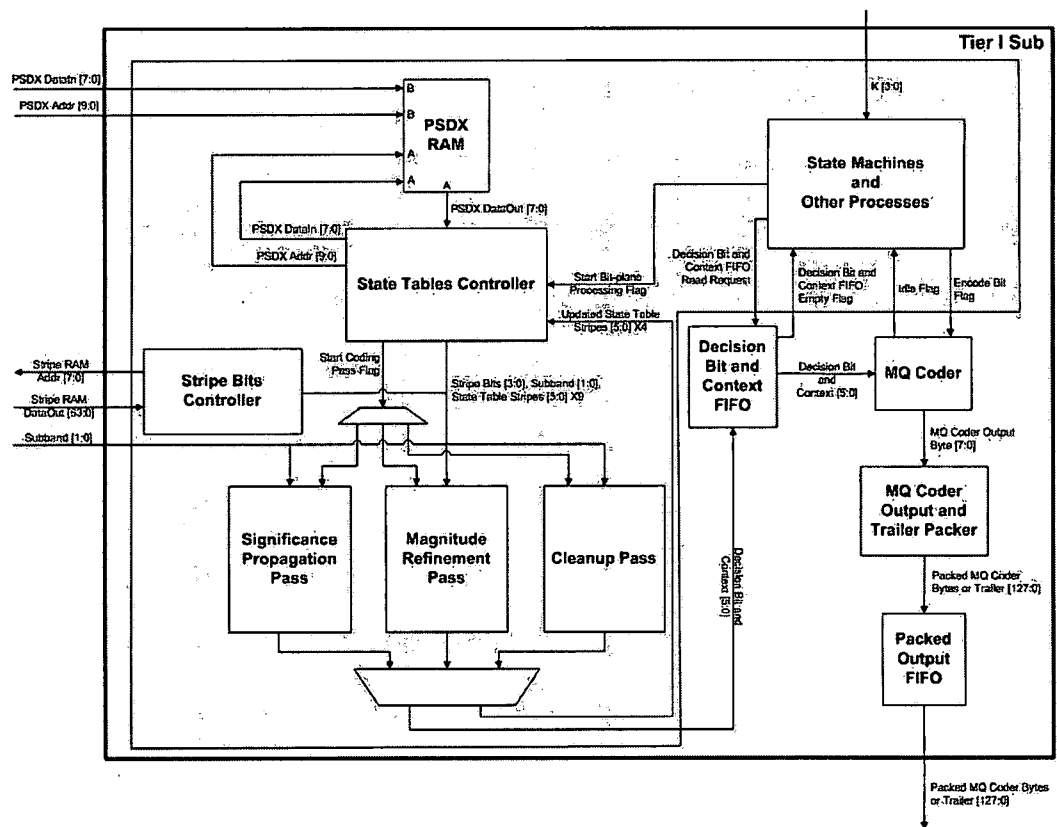 Tier I Sub
PSDX DataIn [7:0]
PSDX Addr [9:0]
B
B
A
A
A
PSDX
RAM
K [3:0]
State Machines
and
Other Processes
PSDX DataOut [7:0]
PSDX DataIn [7:0]
PSDX Addr [9:0]
State Tables Controller
Start Bit-plane
Processing Flag
Updated State Table
Stripes [5:0] X4
Decision Bit and
Context FIFO
Read Request
Decision Bit and
Context FIFO
Empty Flag
Idle Flag
Encode Bit
Flag
Stripe RAM
Addr [7:0]
Stripe RAM
DataOut [63:0]
Subband [1:0]
Stripe Bits
Controller
Start Coding
Pass Flag
Stripe Bits [3:0], Subband [1:0],
State Table Stripes [5:0] X9
Decision
Bit and
Context
FIFO
Decision Bit
and
Context [5:0]
MQ Coder
MQ Coder Output
Byte [7:0]
MQ Coder
Output and
Trailer Packer
Significance
Propagation
Pass
Magnitude
Refinement
Pass
Cleanup Pass
Decision Bit and
Context [5:0]
Packed MQ Coder
Bytes or Trailer [127:0]
Packed
Output
FIFO
Packed MQ Coder Bytes
or Trailer [127:0]